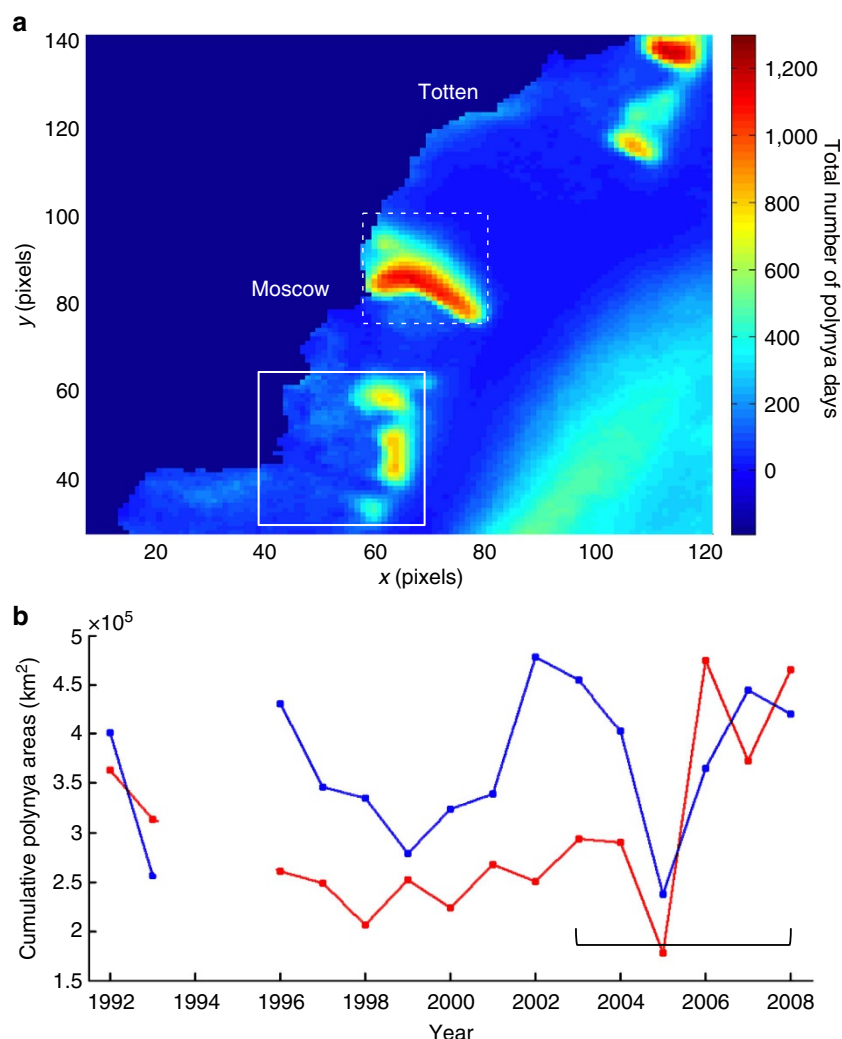 a
140
120
100
80
60
40
y (pixels)
Totten
Moscow
20 40 60 80 100 120
x (pixels)
1,200
1,000
800
600
400
200
0
Total number of polynya days
b
×10⁵
5
4.5
4
3.5
3
2.5
2
1.5
Cumulative polynya areas (km²)
1992 1994 1996 1998 2000 2002 2004 2006 2008
Year